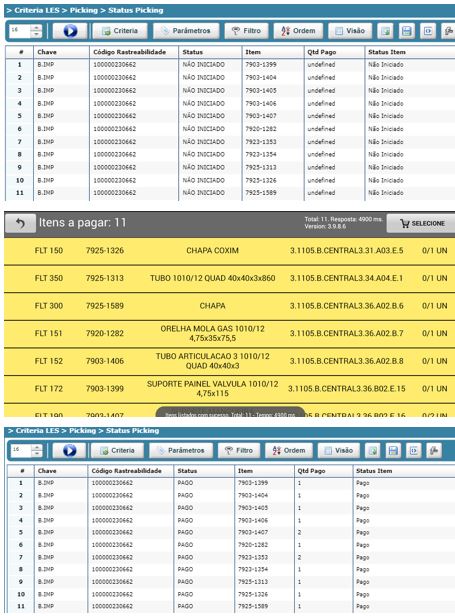 > Criteria LES > Picking > Status Picking
16 Criteria Parâmetros Filtro Ordem Visão
# Chave Código Rastreabilidade Status Item Qtd Pago Status Item
1 B.IMP 100000230662 NÃO INICIADO 7903-1399 undefined Não Iniciado
2 B.IMP 100000230662 NÃO INICIADO 7903-1404 undefined Não Iniciado
3 B.IMP 100000230662 NÃO INICIADO 7903-1405 undefined Não Iniciado
4 B.IMP 100000230662 NÃO INICIADO 7903-1406 undefined Não Iniciado
5 B.IMP 100000230662 NÃO INICIADO 7903-1407 undefined Não Iniciado
6 B.IMP 100000230662 NÃO INICIADO 7920-1282 undefined Não Iniciado
7 B.IMP 100000230662 NÃO INICIADO 7923-1353 undefined Não Iniciado
8 B.IMP 100000230662 NÃO INICIADO 7923-1354 undefined Não Iniciado
9 B.IMP 100000230662 NÃO INICIADO 7925-1313 undefined Não Iniciado
10 B.IMP 100000230662 NÃO INICIADO 7925-1326 undefined Não Iniciado
11 B.IMP 100000230662 NÃO INICIADO 7925-1589 undefined Não Iniciado
Itens a pagar: 11
Total: 11. Resposta: 4900 ms.
Version: 3.9.8.6
SELECIONE
FLT 150 7925-1326 CHAPA COXIM 3.1105.B.CENTRAL3.31.A03.E.5 0/1 UN
FLT 350 7925-1313 TUBO 1010/12 QUAD 40x40x3x860 3.1105.B.CENTRAL3.34.A04.E.1 0/1 UN
FLT 300 7925-1589 CHAPA 3.1105.B.CENTRAL3.36.A02.B.6 0/1 UN
FLT 151 7920-1282 ORELHA MOLA GAS 1010/12 4,75x35x75,5 3.1105.B.CENTRAL3.36.A02.B.7 0/1 UN
FLT 152 7903-1406 TUBO ARTICULACAO 3 1010/12 QUAD 40x40x3 3.1105.B.CENTRAL3.36.A02.B.8 0/1 UN
FLT 172 7903-1399 SUPORTE PAINEL VALVULA 1010/12 4,75x115 3.1105.B.CENTRAL3.36.B02.E.15 0/1 UN
FLT 190 7903-1407 Itens listados com sucesso. Total: 11 - Tempo: 4900 ms 0/2 UN
> Criteria LES > Picking > Status Picking
16 Criteria Parâmetros Filtro Ordem Visão
# Chave Código Rastreabilidade Status Item Qtd Pago Status Item
1 B.IMP 100000230662 PAGO 7903-1399 1 Pago
2 B.IMP 100000230662 PAGO 7903-1404 1 Pago
3 B.IMP 100000230662 PAGO 7903-1405 1 Pago
4 B.IMP 100000230662 PAGO 7903-1406 1 Pago
5 B.IMP 100000230662 PAGO 7903-1407 2 Pago
6 B.IMP 100000230662 PAGO 7920-1282 1 Pago
7 B.IMP 100000230662 PAGO 7923-1353 2 Pago
8 B.IMP 100000230662 PAGO 7923-1354 1 Pago
9 B.IMP 100000230662 PAGO 7925-1313 1 Pago
10 B.IMP 100000230662 PAGO 7925-1326 1 Pago
11 B.IMP 100000230662 PAGO 7925-1589 1 Pago